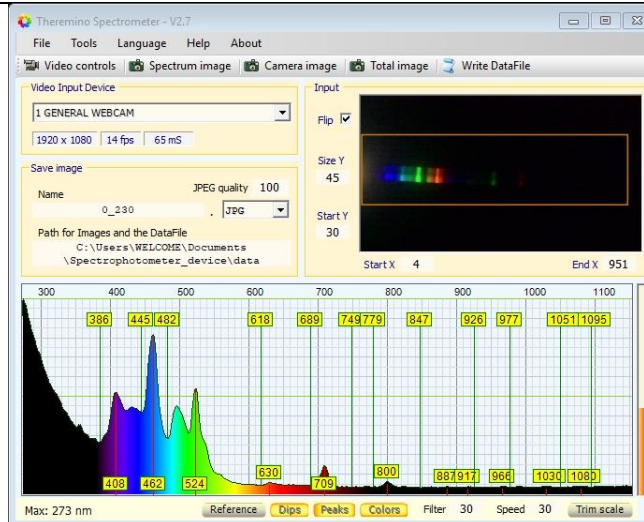 Theremino Spectrometer - V2.7
File Tools Language Help About
Video controls Spectrum image Camera image Total image Write DataFile
Video Input Device
1 GENERAL WEBCAM
1920 x 1080 14 fps 65 mS
Save image
Name JPEG quality 100
0_230 . JPG
Path for Images and the DataFile
C:\Users\WELCOME\Documents
\Spectrophotometer_device\data
Input
Flip
Size Y
45
Start Y
30
Start X 4 End X 951
300 400 500 600 700 800 900 1000 1100
386 445 482 618 689 749 779 847 926 977 1051 1095
630 800
408 462 524 709 887 917 966 1030 1080
Max: 273 nm Reference Dips Peaks Colors Filter 30 Speed 30 Trim scale